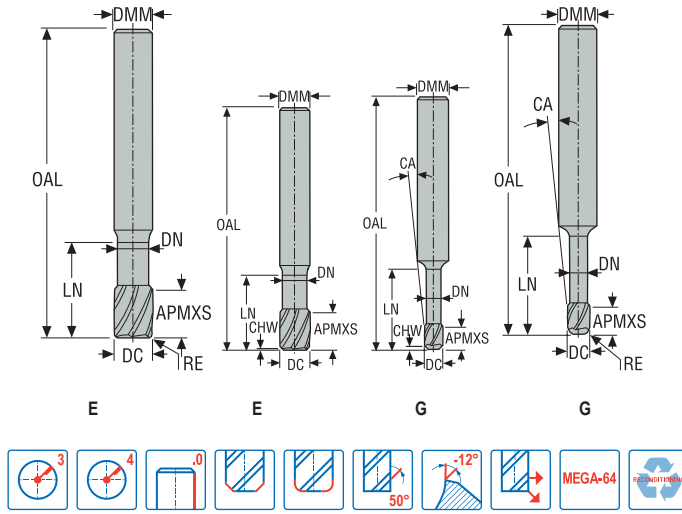 DMM
OAL
LN
DN
APMXS
DC
RE
E
DMM
OAL
LN
DN
CHW
APMXS
DC
E
DMM
CA
OAL
LN
DN
CHW
APMXS
DC
G
DMM
CA
OAL
LN
DN
APMXS
DC
RE
G
3
4
.0
50°
-12°
MEGA-64
RECONDITIONING